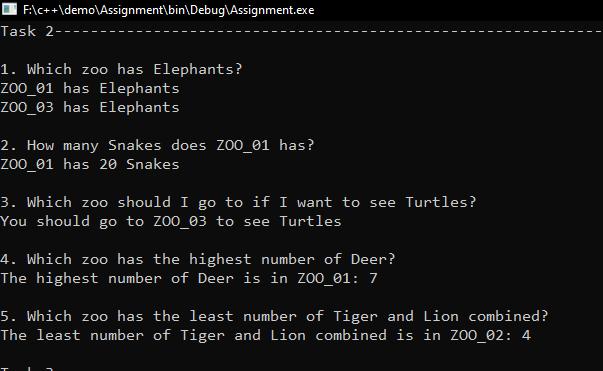 F:\c++\demo\Assignment\bin\Debug\Assignment.exe
Task 2-----------------------------------------------------------
1. Which zoo has Elephants?
ZOO_01 has Elephants
ZOO_03 has Elephants
2. How many Snakes does ZOO_01 has?
ZOO_01 has 20 Snakes
3. Which zoo should I go to if I want to see Turtles?
You should go to ZOO_03 to see Turtles
4. Which zoo has the highest number of Deer?
The highest number of Deer is in ZOO_01: 7
5. Which zoo has the least number of Tiger and Lion combined?
The least number of Tiger and Lion combined is in ZOO_02: 4